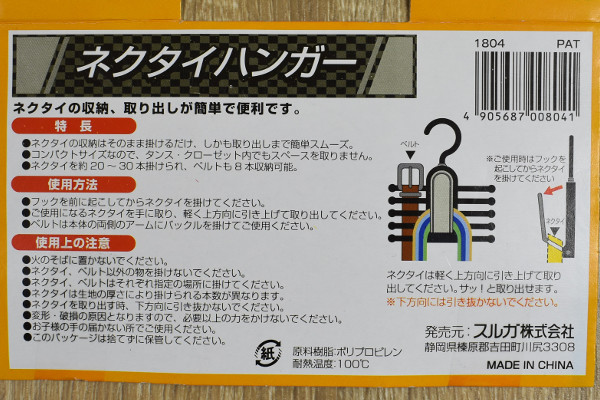 ネクタイハンガー
1804 PAT
4 905687 008041
ネクタイの収納、取り出しが簡単で便利です。
特長
●ネクタイの収納はそのまま掛けるだけ、しかも取り出しまで簡単スムーズ。
●コンパクトサイズなので、タンス・クローゼット内でもスペースを取りません。
●ネクタイを約20~30本掛けられ、ベルトも8本収納可能。
使用方法
●フックを前に起こしてからネクタイを掛けてください。
●ご使用になるネクタイを手に取り、軽く上方向に引き上げて取り出してください。
●ベルトは本体の両側のアームにバックルを掛けてご使用ください。
使用上の注意
●火のそばに置かないでください。
●ネクタイ、ベルト以外の物を掛けないでください。
●ネクタイ、ベルトはそれぞれ指定の場所に掛けてください。
●ネクタイは生地の厚さにより掛けられる本数が異なります。
●ネクタイを取り出す時、下方向に引き抜かないでください。
●変形・破損の原因となりますので、必要以上の力をかけないでください。
●お子様の手の届かない所でご使用ください。
●このパッケージは捨てずに保管してください。
紙
原料樹脂:ポリプロピレン
耐熱温度:100℃
ベルト
※ご使用時はフックを
起こしてからネクタイ
を掛けてください
ネクタイ
ネクタイは軽く上方向に引き上げて取り
出してください。サッ!と取り出せます。
※下方向には引き抜かないでください。
発売元:スルガ株式会社
静岡県榛原郡吉田町川尻3308
MADE IN CHINA